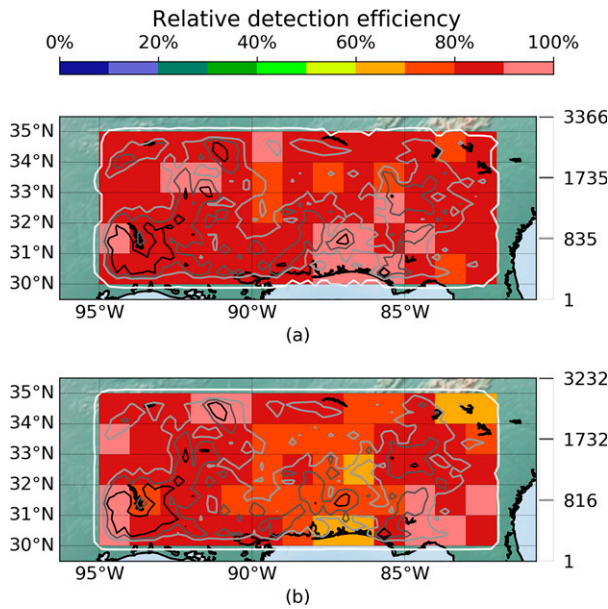 Relative detection efficiency
0% 20% 40% 60% 80% 100%
35°N
34°N
33°N
32°N
31°N
30°N
3366
1735
835
1
95°W 90°W 85°W
(a)
35°N
34°N
33°N
32°N
31°N
30°N
3232
1732
816
1
95°W 90°W 85°W
(b)